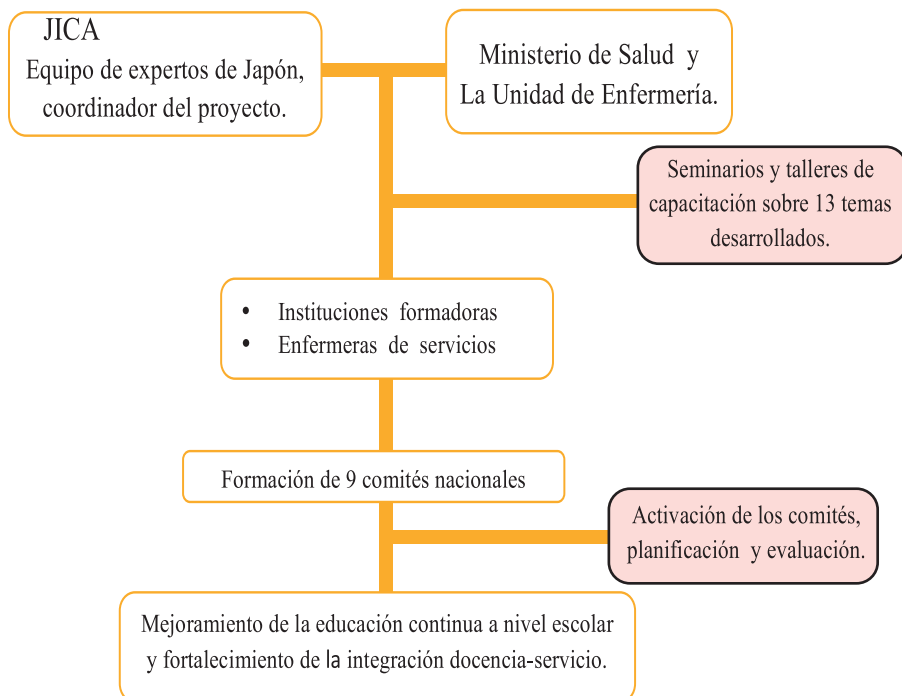 JICA
Equipo de expertos de Japón,
coordinador del proyecto.
Ministerio de Salud y
La Unidad de Enfermería.
Seminarios y talleres de
capacitación sobre 13 temas
desarrollados.
• Instituciones formadoras
• Enfermeras de servicios
Formación de 9 comités nacionales
Activación de los comités,
planificación y evaluación.
Mejoramiento de la educación continua a nivel escolar
y fortalecimiento de la integración docencia-servicio.